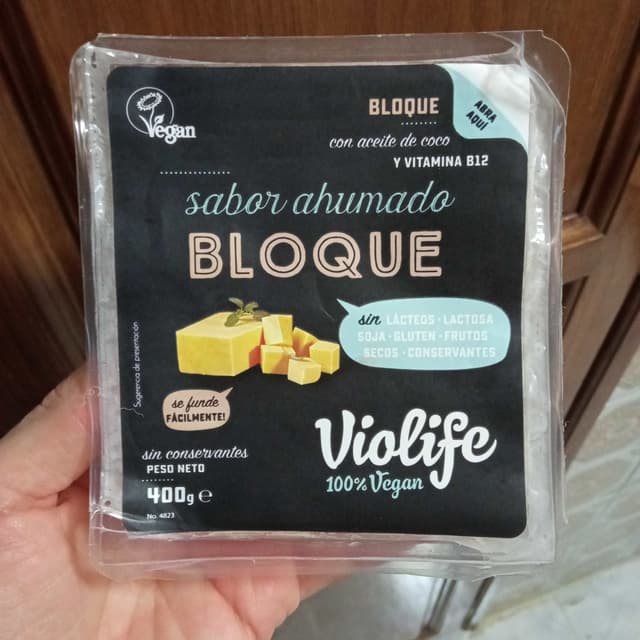 Vegan
BLOQUE
ABRA
AQUÍ
con aceite de coco
Y VITAMINA B12
sabor ahumado
BLOQUE
sin LÁCTEOS · LACTOSA
SOJA · GLUTEN · FRUTOS
SECOS · CONSERVANTES
Sugerencia de presentación
se funde
FÁCILMENTE!
Violife
100% Vegan
sin conservantes
PESO NETO
400g e
No. 4823